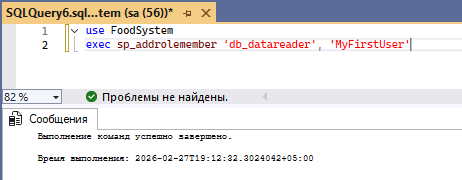 SQLQuery6.sql...tem (sa (56))*
1 use FoodSystem
2 exec sp_addrolemember 'db_datareader', 'MyFirstUser'
82 %
Проблемы не найдены.
Сообщения
Выполнение команд успешно завершено.
Время выполнения: 2026-02-27T19:12:32.3024042+05:00